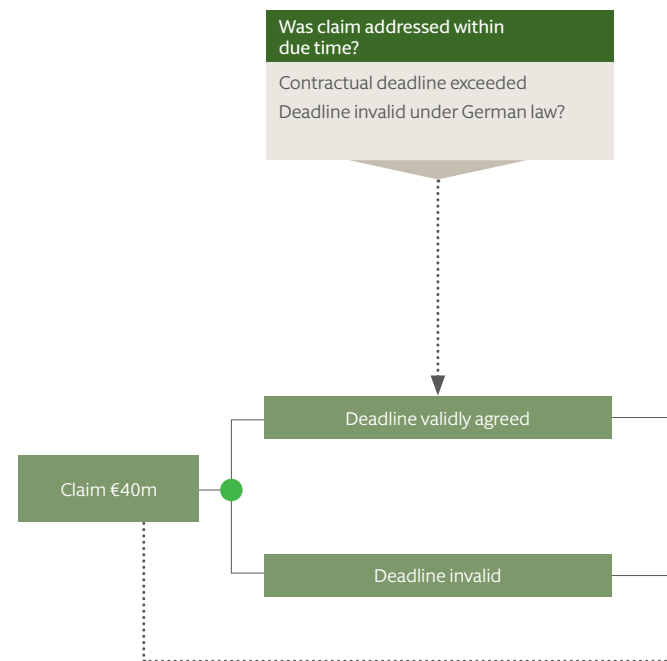 Was claim addressed within
due time?
Contractual deadline exceeded
Deadline invalid under German law?
Deadline validly agreed
Claim €40m
Deadline invalid